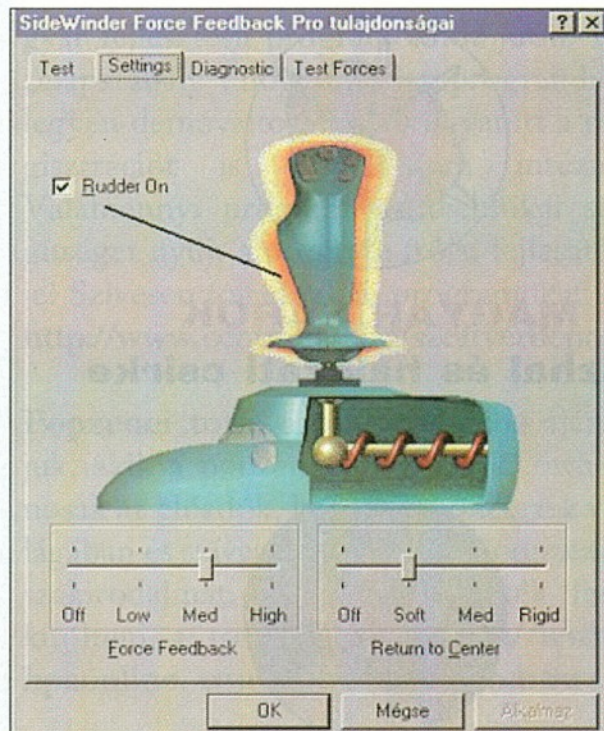 SideWinder Force Feedback Pro tulajdonságai
Test Settings Diagnostic Test Forces
Rudder On
Off Low Med High
Force Feedback
Off Soft Med Rigid
Return to Center
OK Mégse Alkalmaz